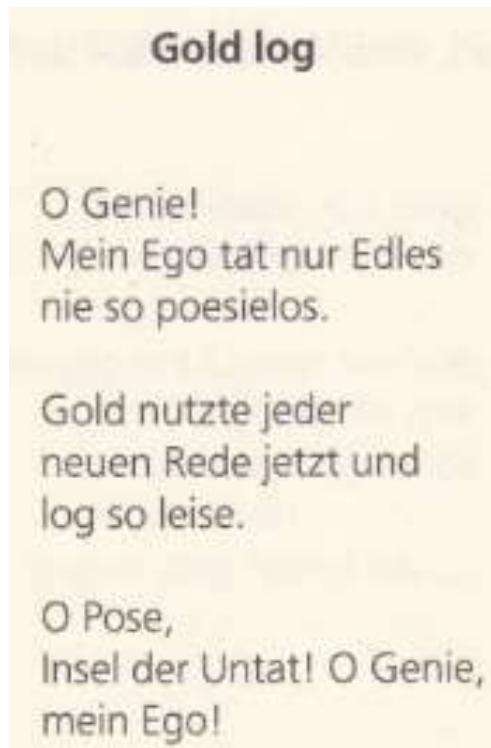 Gold log
O Genie!
Mein Ego tat nur Edles
nie so poesielos.
Gold nutzte jeder
neuen Rede jetzt und
log so leise.
O Pose,
Insel der Untat! O Genie,
mein Ego!